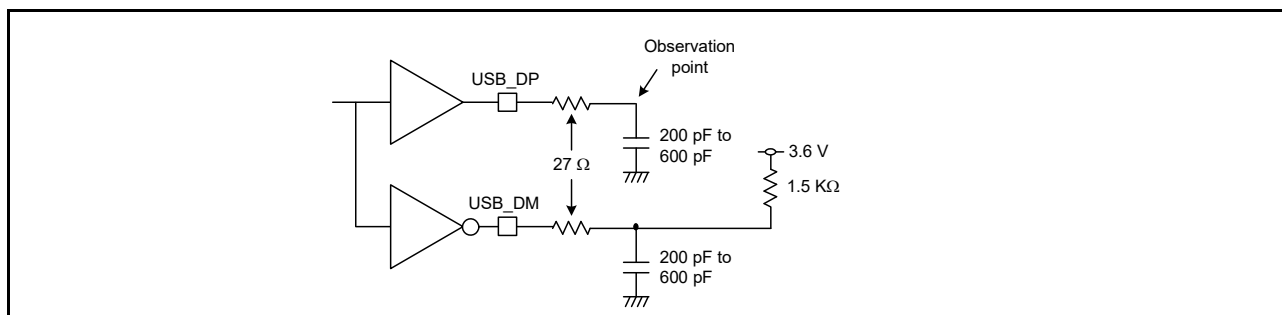 Observation
point
USB_DP
200 pF to
600 pF
27 Ω
3.6 V
1.5 KΩ
USB_DM
200 pF to
600 pF